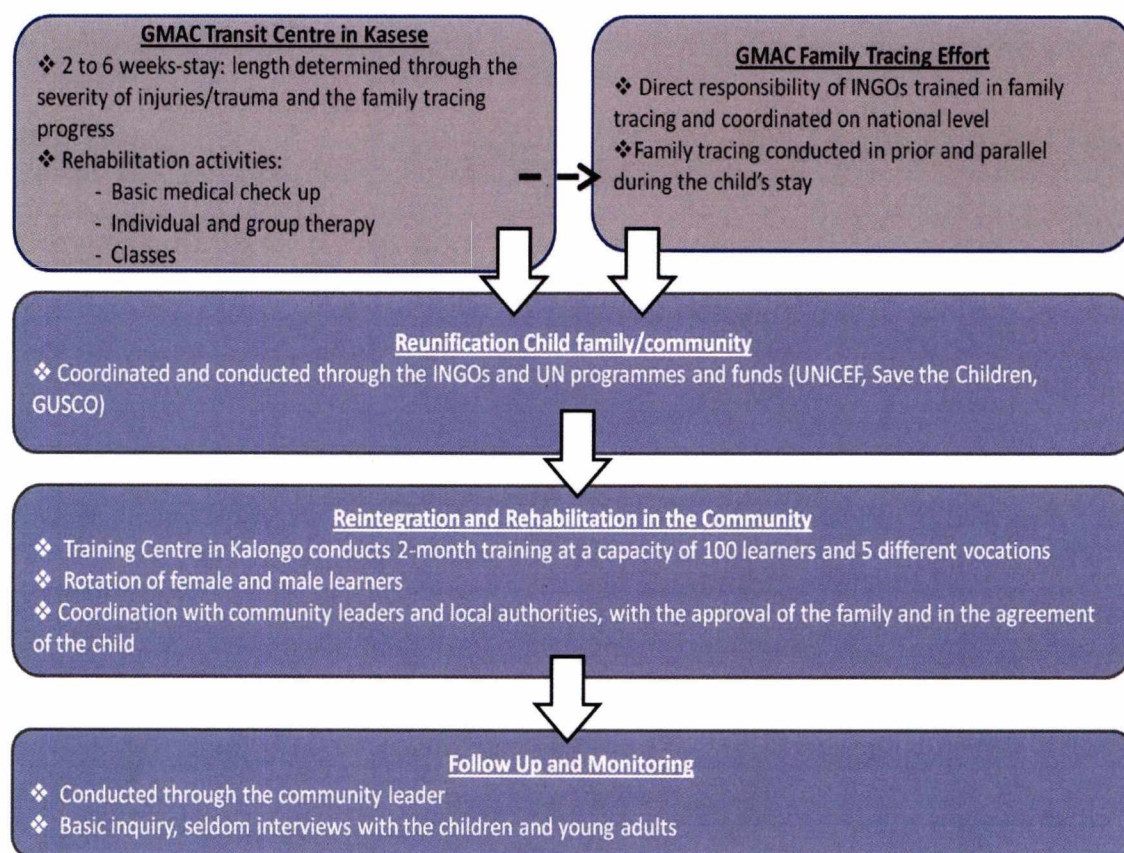 GMAC Transit Centre in Kasese
❖ 2 to 6 weeks-stay: length determined through the
severity of injuries/trauma and the family tracing
progress
❖ Rehabilitation activities:
- Basic medical check up
- Individual and group therapy
- Classes
GMAC Family Tracing Effort
❖ Direct responsibility of INGOs trained in family
tracing and coordinated on national level
❖Family tracing conducted in prior and parallel
during the child's stay
Reunification Child family/community
❖ Coordinated and conducted through the INGOs and UN programmes and funds (UNICEF, Save the Children,
GUSCO)
Reintegration and Rehabilitation in the Community
❖ Training Centre in Kalongo conducts 2-month training at a capacity of 100 learners and 5 different vocations
❖ Rotation of female and male learners
❖ Coordination with community leaders and local authorities, with the approval of the family and in the agreement
of the child
Follow Up and Monitoring
❖ Conducted through the community leader
❖ Basic inquiry, seldom interviews with the children and young adults